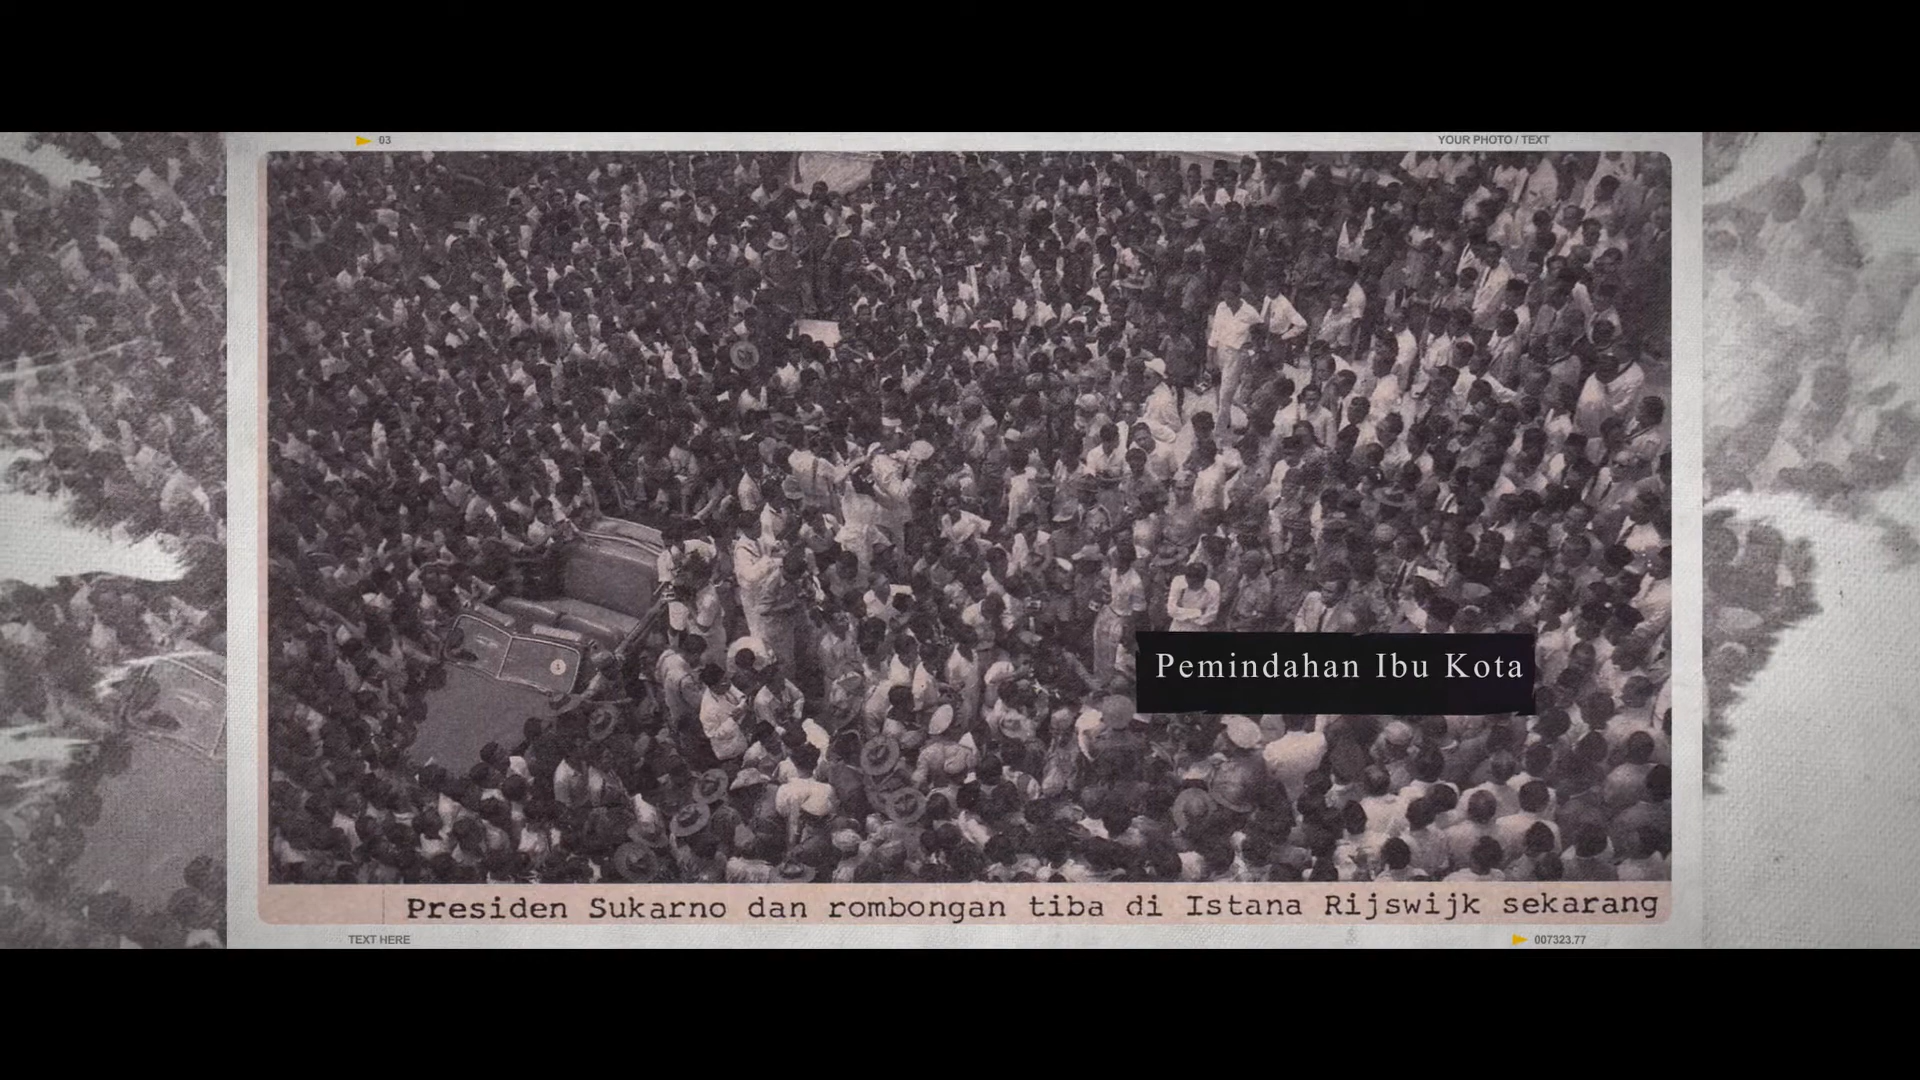 03
YOUR PHOTO / TEXT
Pemindahan Ibu Kota
Presiden Sukarno dan rombongan tiba di Istana Rijswijk sekarang
TEXT HERE
007323.77